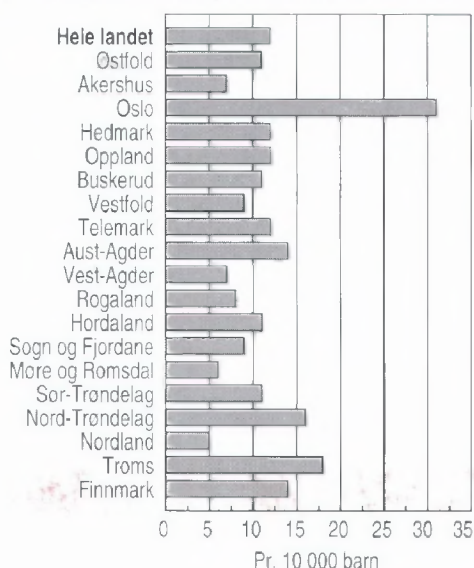 Hele landet
Østfold
Akershus
Oslo
Hedmark
Oppland
Buskerud
Vestfold
Telemark
Aust-Agder
Vest-Agder
Rogaland
Hordaland
Sogn og Fjordane
Møre og Romsdal
Sør-Trøndelag
Nord-Trøndelag
Nordland
Troms
Finnmark
0 5 10 15 20 25 30 35
Pr. 10 000 barn